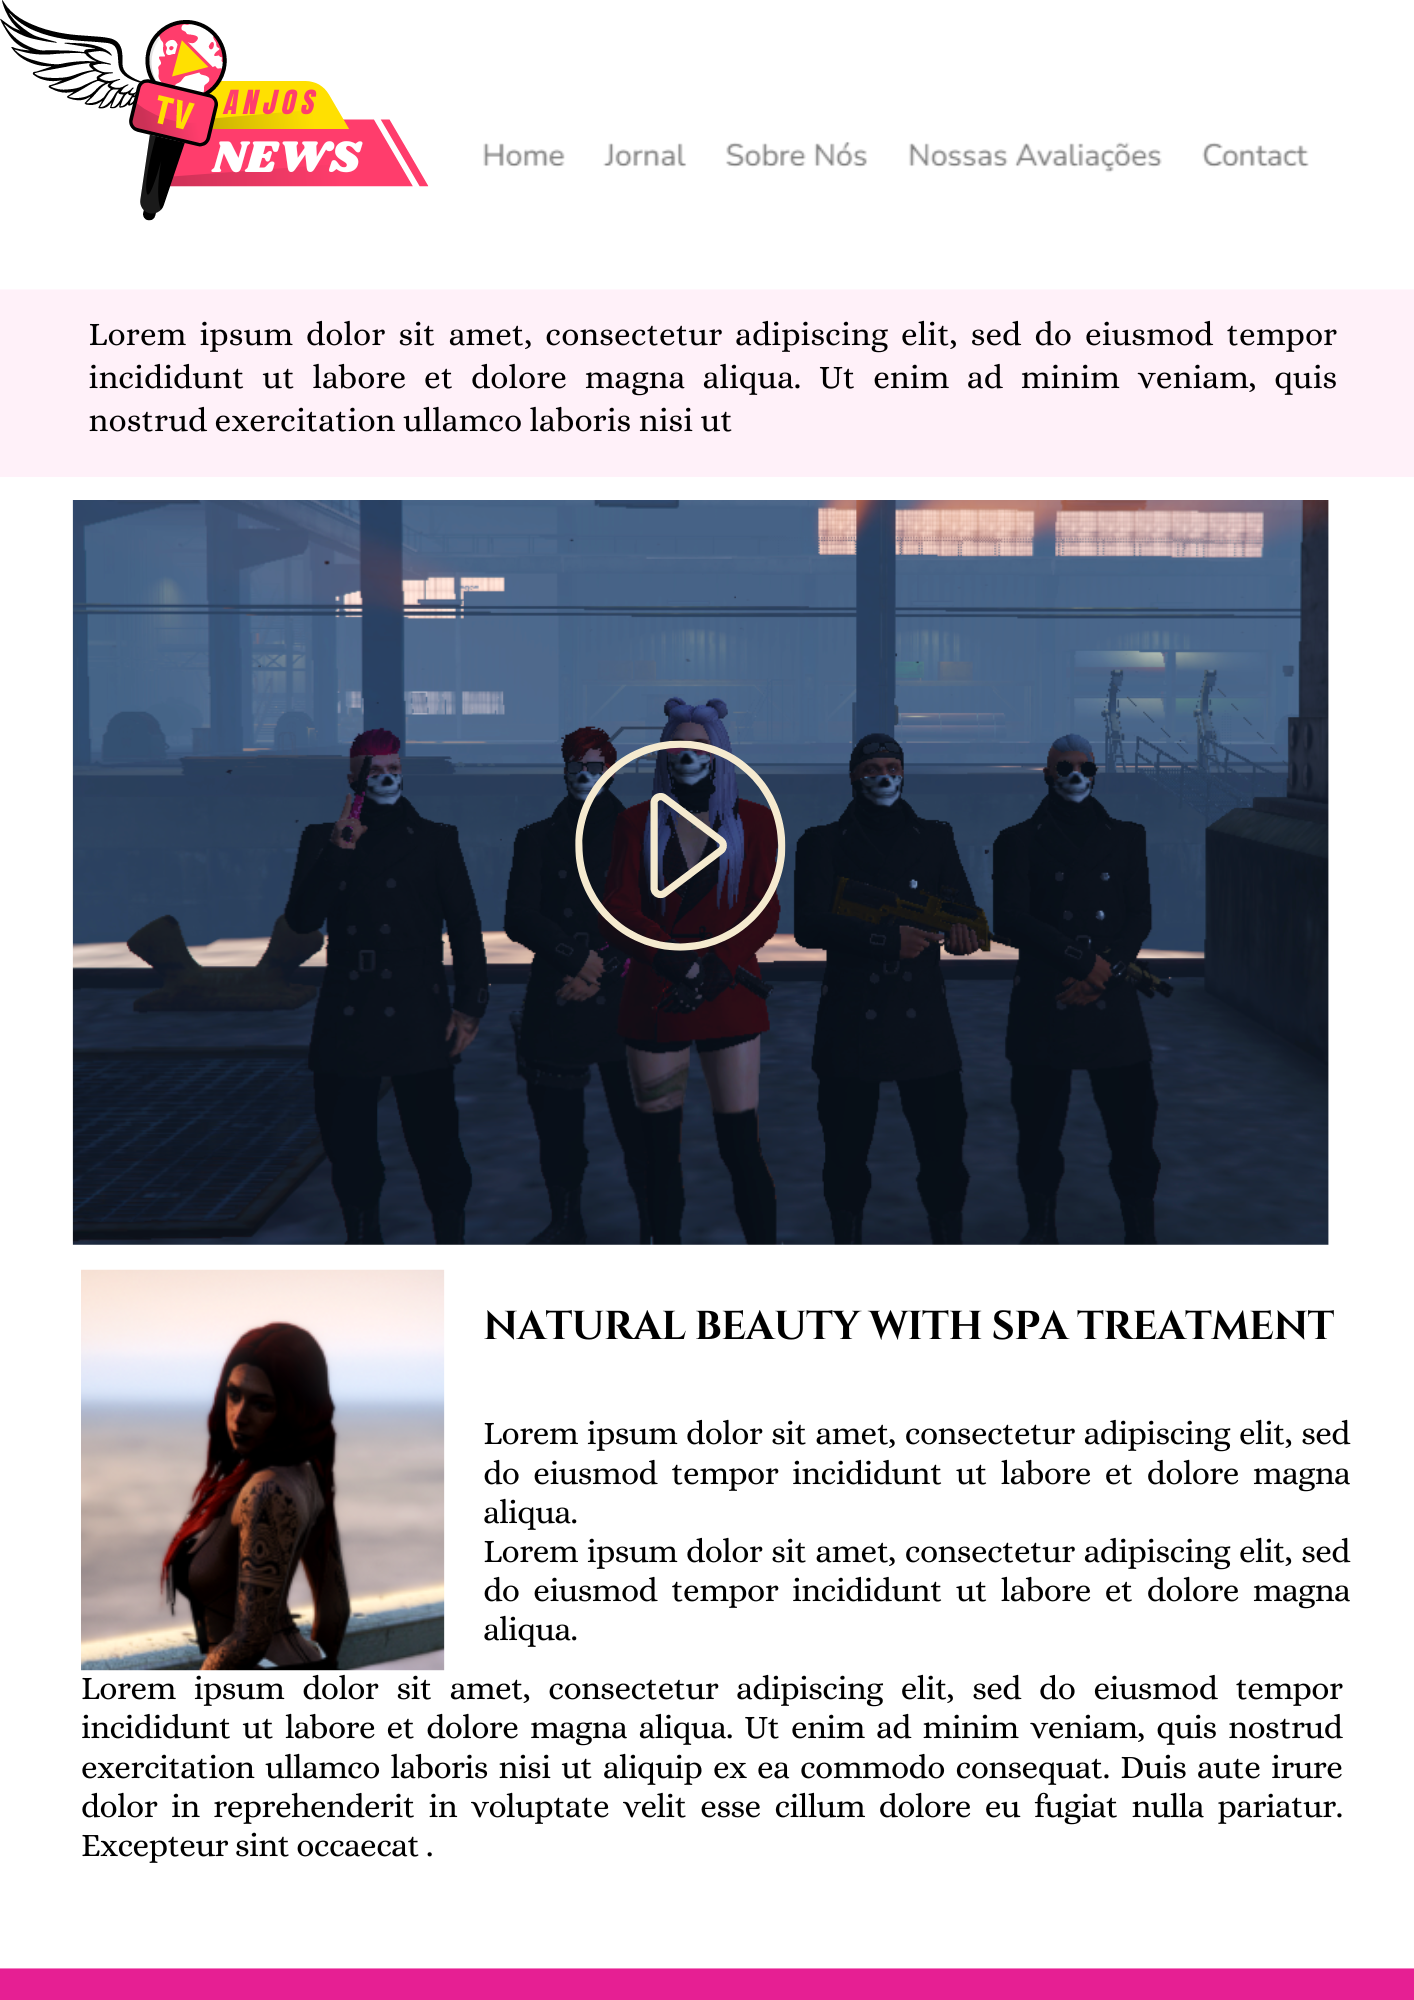 TV
ANJOS
NEWS
Home Jornal Sobre Nós Nossas Avaliações Contact
Lorem ipsum dolor sit amet, consectetur adipiscing elit, sed do eiusmod tempor
incididunt ut labore et dolore magna aliqua. Ut enim ad minim veniam, quis
nostrud exercitation ullamco laboris nisi ut
NATURAL BEAUTY WITH SPA TREATMENT
Lorem ipsum dolor sit amet, consectetur adipiscing elit, sed
do eiusmod tempor incididunt ut labore et dolore magna
aliqua.
Lorem ipsum dolor sit amet, consectetur adipiscing elit, sed
do eiusmod tempor incididunt ut labore et dolore magna
aliqua.
Lorem ipsum dolor sit amet, consectetur adipiscing elit, sed do eiusmod tempor
incididunt ut labore et dolore magna aliqua. Ut enim ad minim veniam, quis nostrud
exercitation ullamco laboris nisi ut aliquip ex ea commodo consequat. Duis aute irure
dolor in reprehenderit in voluptate velit esse cillum dolore eu fugiat nulla pariatur.
Excepteur sint occaecat .